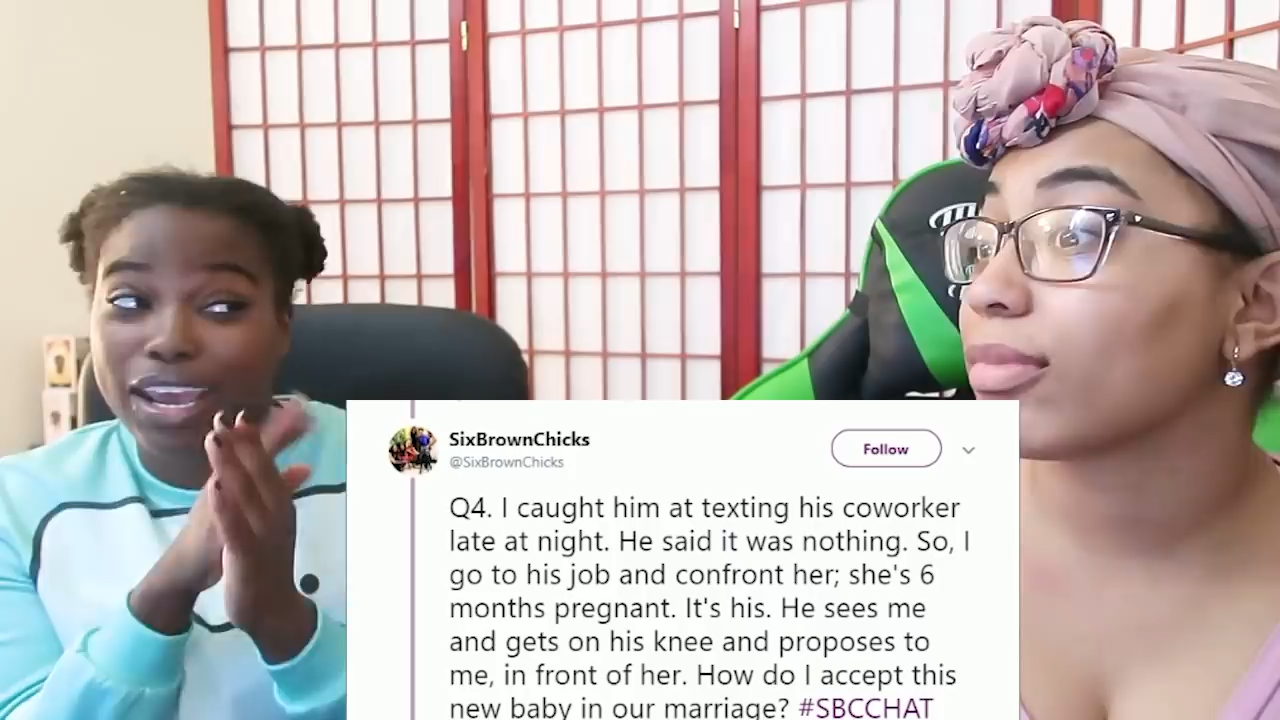 SixBrownChicks
@SixBrownChicks
Follow
Q4. I caught him at texting his coworker
late at night. He said it was nothing. So, I
go to his job and confront her; she's 6
months pregnant. It's his. He sees me
and gets on his knee and proposes to
me, in front of her. How do I accept this
new baby in our marriage? #SBCCHAT